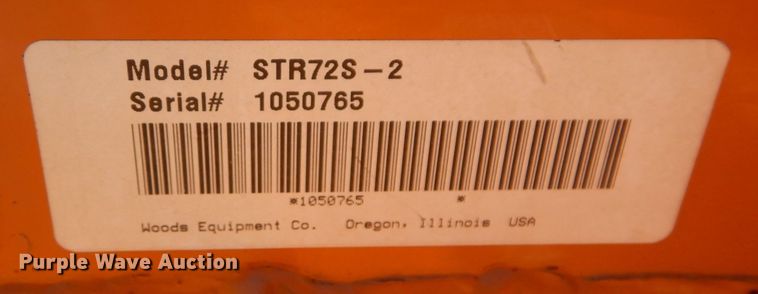 Model# STR72S-2
Serial# 1050765
*1050765 *
Woods Equipment Co. Oregon, Illinois USA
Purple Wave Auction